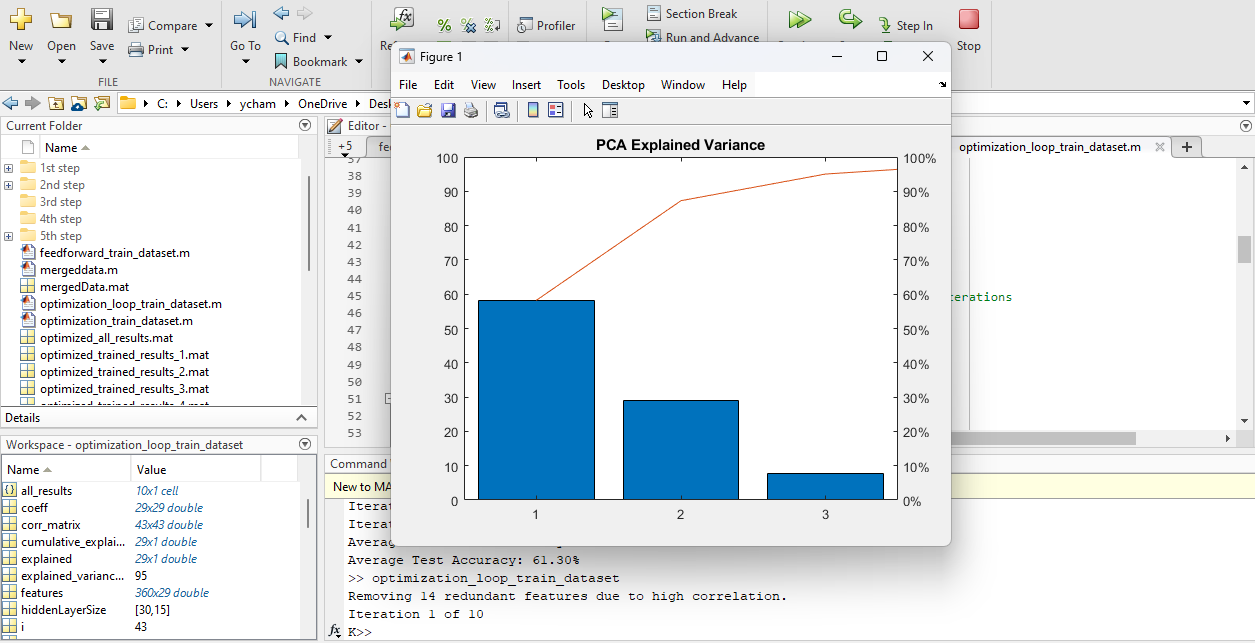 New
Open
Save
Compare
Print
FILE
Go To
Find
Bookmark
NAVIGATE
Profiler
Section Break
Run and Advance
Step In
Stop
C:
Users
ycham
OneDrive
Current Folder
Name
1st step
2nd step
3rd step
4th step
5th step
feedforward_train_dataset.m
mergeddata.m
mergedData.mat
optimization_loop_train_dataset.m
optimization_train_dataset.m
optimized_all_results.mat
optimized_trained_results_1.mat
optimized_trained_results_2.mat
optimized_trained_results_3.mat
Details
Workspace - optimization_loop_train_dataset
Name Value
all_results 10x1 cell
coeff 29x29 double
corr_matrix 43x43 double
cumulative_explai... 29x1 double
explained 29x1 double
explained_varianc... 95
features 360x29 double
hiddenLayerSize [30,15]
i 43
Editor -
+5
optimization_loop_train_dataset.m
37
38
39
40
41
42
43
44
45
46
47
48
49
50
51
52
53
Figure 1
File Edit View Insert Tools Desktop Window Help
PCA Explained Variance
100 100%
90 90%
80 80%
70 70%
60 60%
50 50%
40 40%
30 30%
20 20%
10 10%
0 0%
1 2 3
Command
New to MA
Average Test Accuracy: 61.30%
>> optimization_loop_train_dataset
Removing 14 redundant features due to high correlation.
Iteration 1 of 10
fx K>>